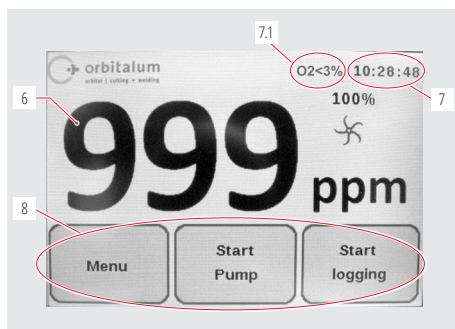 7.1
orbitalum
orbital | cutting + welding
O2<3% 10:28:48
6
100%
7
999
ppm
8
Menu
Start
Pump
Start
logging